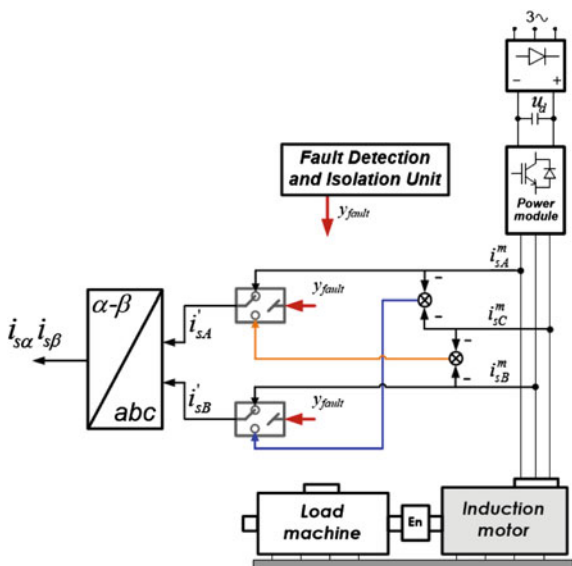 3∿
− +
u_d
Fault Detection
and Isolation Unit
y_fault
Power
module
i_sA^m
−
α-β
abc
i_sα i_sβ
i'_sA
y_fault
−
i_sC^m
−
i'_sB
y_fault
−
i_sB^m
Load
machine
En
Induction
motor